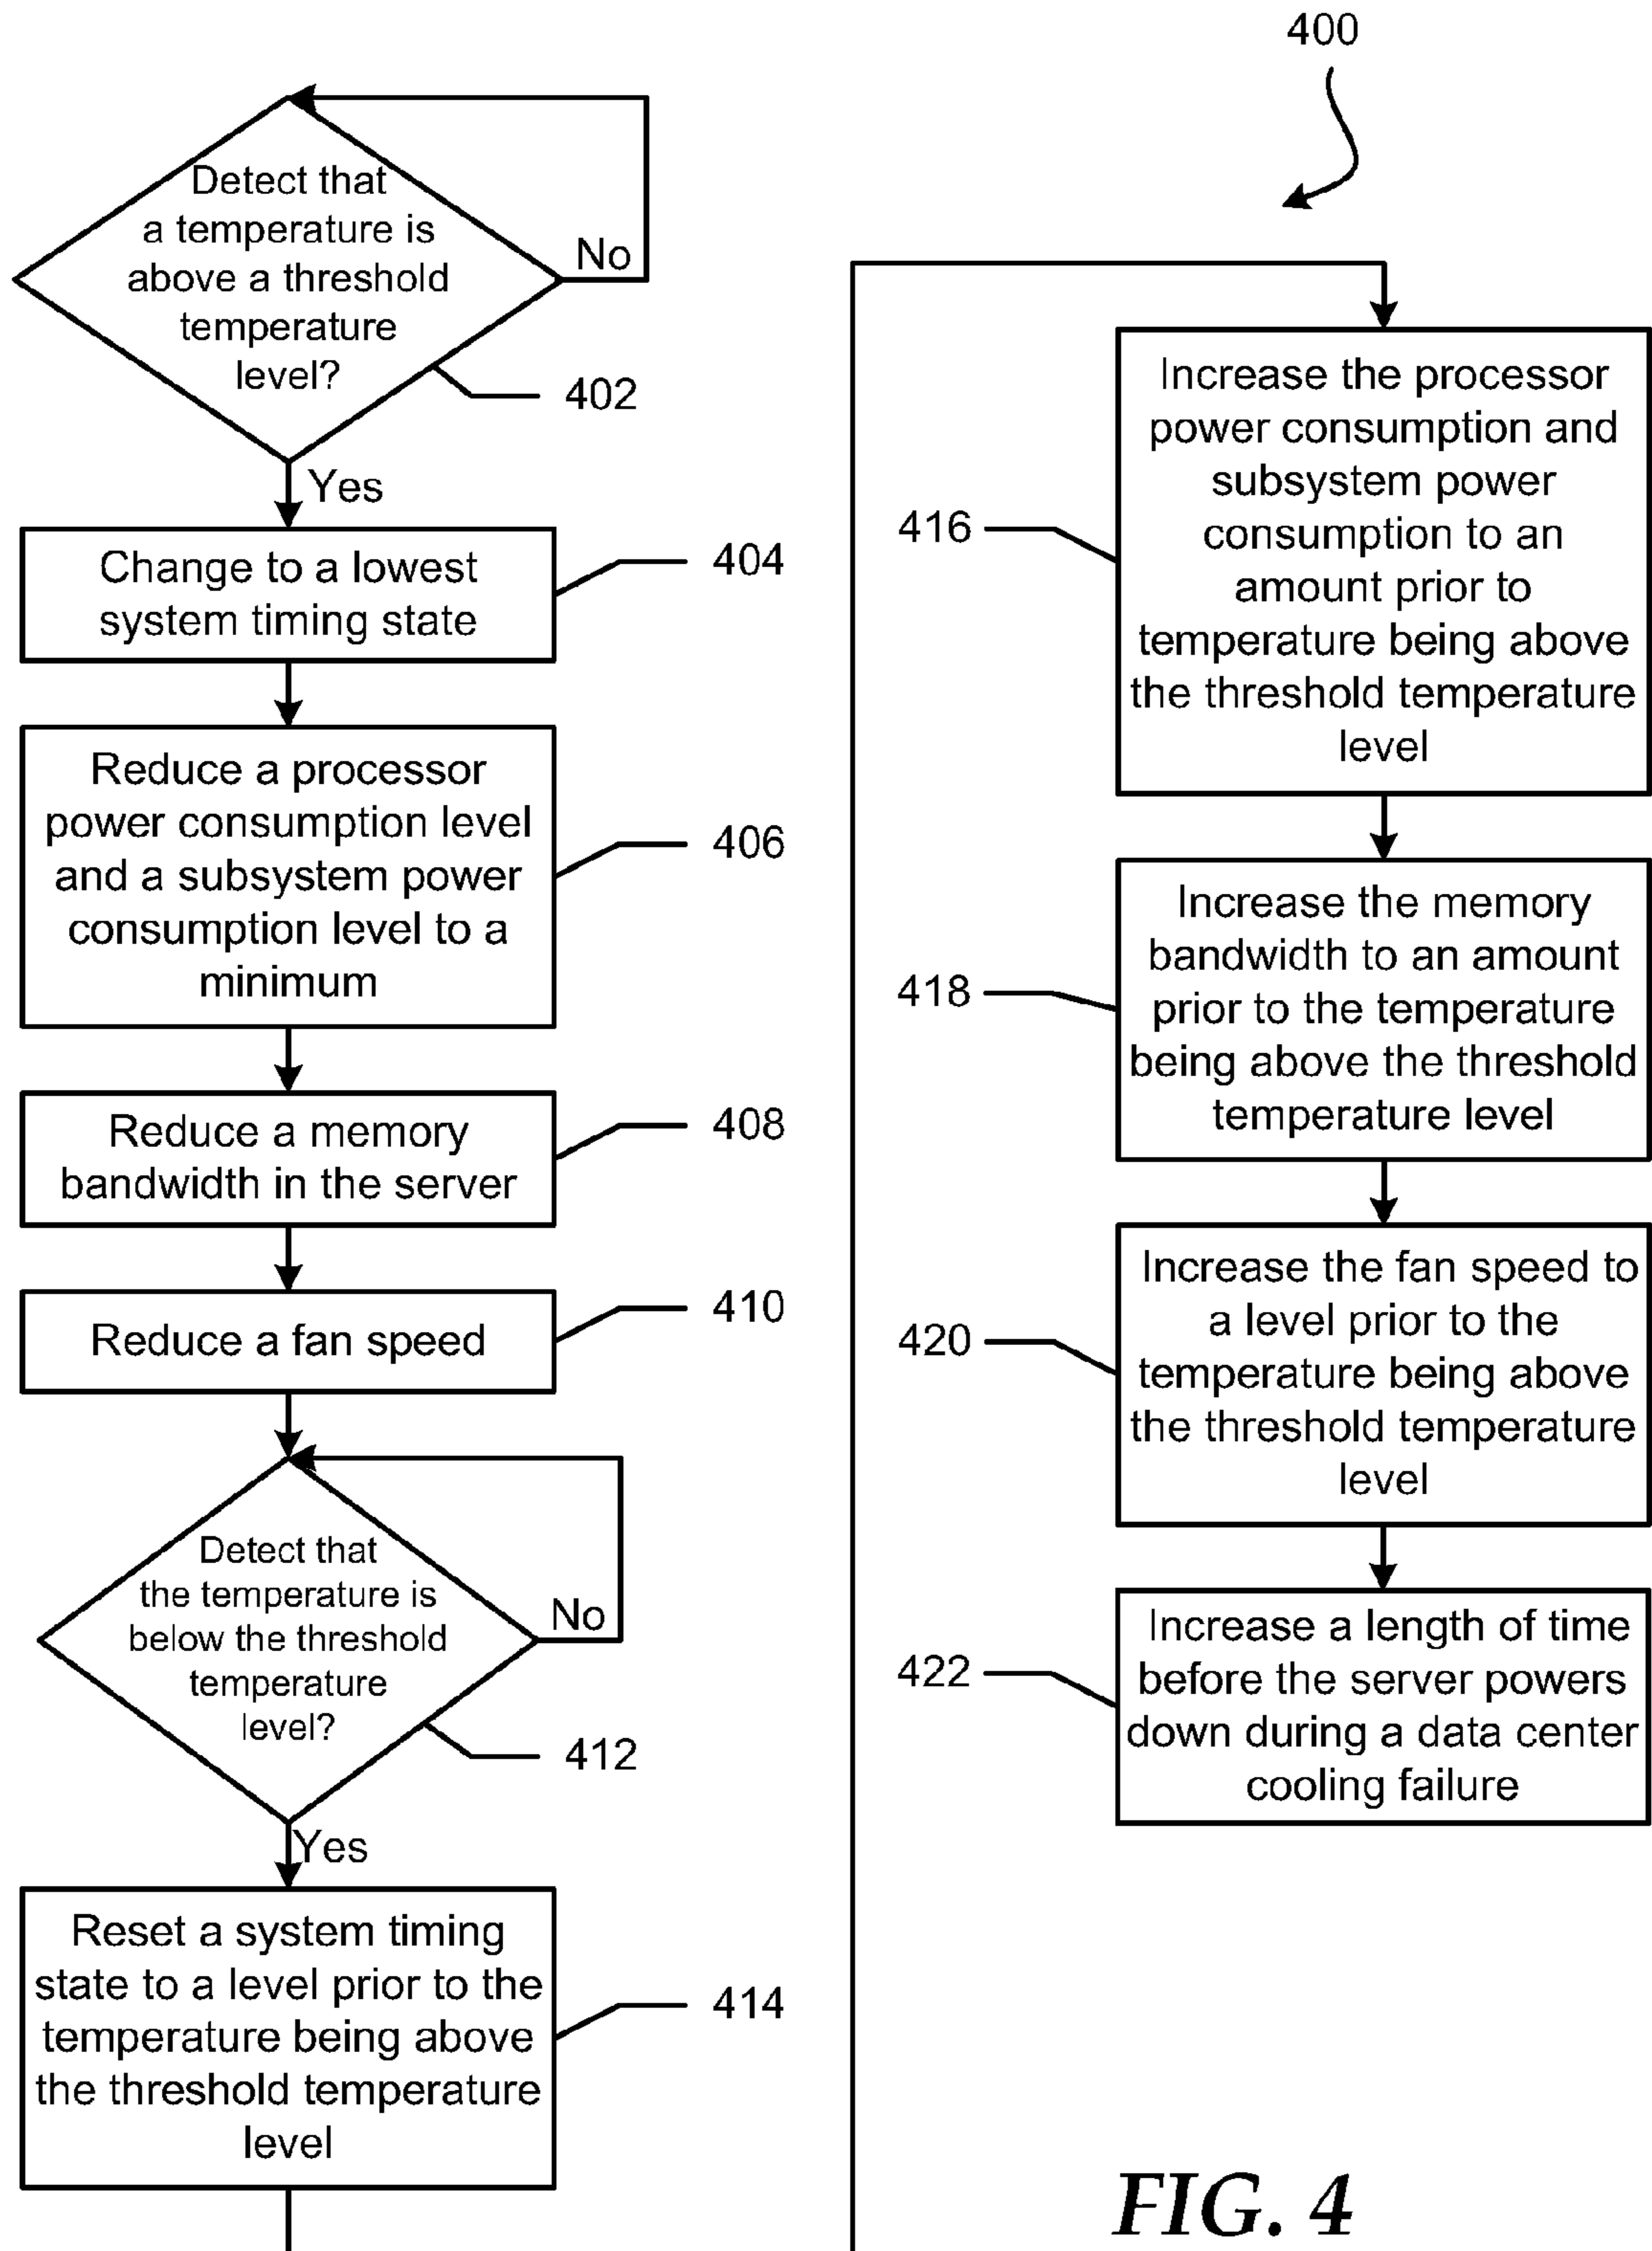 400
Detect that
a temperature is
above a threshold
temperature
level?
No
402
Yes
Change to a lowest
system timing state
404
Reduce a processor
power consumption level
and a subsystem power
consumption level to a
minimum
406
Reduce a memory
bandwidth in the server
408
Reduce a fan speed
410
Detect that
the temperature is
below the threshold
temperature
level?
No
412
Yes
Reset a system timing
state to a level prior to the
temperature being above
the threshold temperature
level
414
Increase the processor
power consumption and
subsystem power
consumption to an
amount prior to
temperature being above
the threshold temperature
level
416
Increase the memory
bandwidth to an amount
prior to the temperature
being above the threshold
temperature level
418
Increase the fan speed to
a level prior to the
temperature being above
the threshold temperature
level
420
Increase a length of time
before the server powers
down during a data center
cooling failure
422
FIG. 4